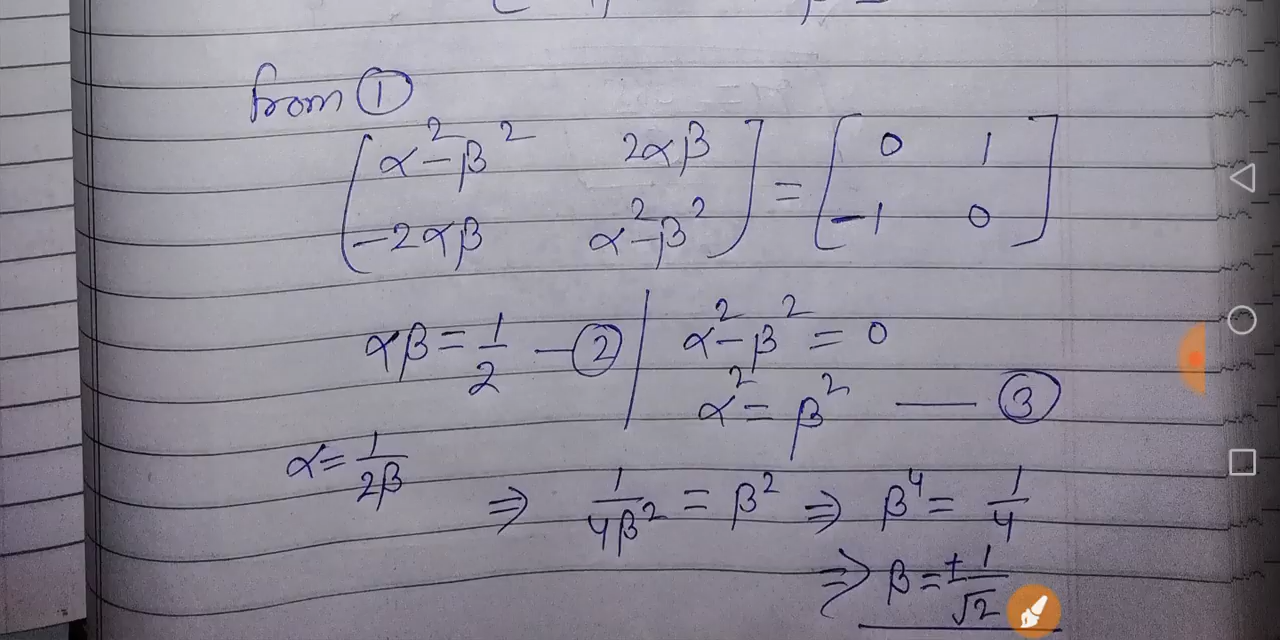 from ①
[α²-β² 2αβ] = [0 1]
[-2αβ α²-β²] [-1 0]
αβ = 1/2 — ② | α²-β² = 0
α² = β² — ③
α = 1/2β
⇒ 1/4β² = β² ⇒ β⁴ = 1/4
⇒ β = ± 1/√2